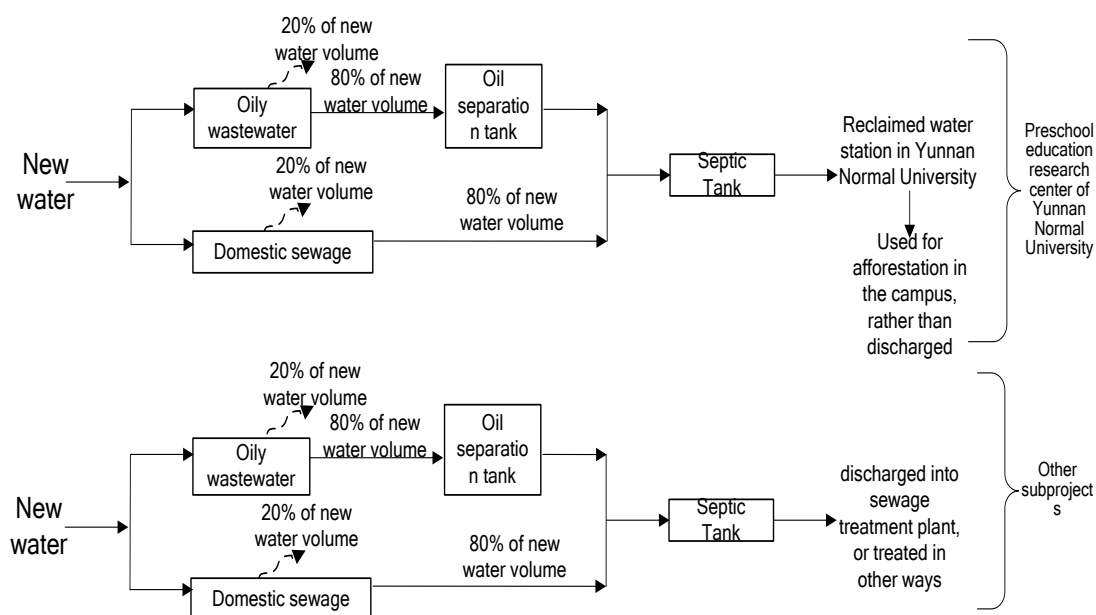 20% of new
water volume
80% of new
water volume
Oily
wastewater
Oil
separatio
n tank
New
water
20% of new
water volume
Domestic sewage
80% of new
water volume
Septic
Tank
Reclaimed water
station in Yunnan
Normal University
Used for
afforestation in
the campus,
rather than
discharged
Preschool
education
research
center of
Yunnan
Normal
University
20% of new
water volume
80% of new
water volume
Oily
wastewater
Oil
separatio
n tank
New
water
20% of new
water volume
Domestic sewage
80% of new
water volume
Septic
Tank
discharged into
sewage
treatment plant,
or treated in
other ways
Other
subproject
s